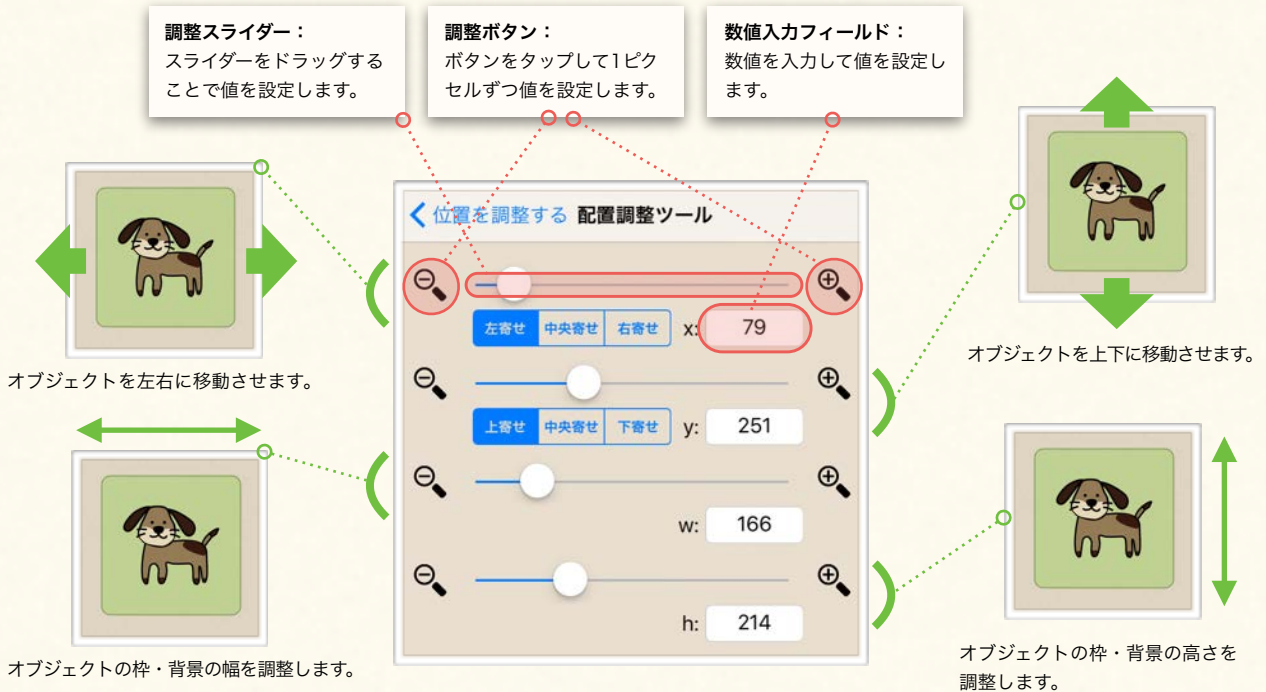 調整スライダー：
スライダーをドラッグする
ことで値を設定します。
調整ボタン：
ボタンをタップして1ピク
セルずつ値を設定します。
数値入力フィールド：
数値を入力して値を設定し
ます。
位置を調整する 配置調整ツール
左寄せ 中央寄せ 右寄せ x: 79
オブジェクトを左右に移動させます。
オブジェクトを上下に移動させます。
上寄せ 中央寄せ 下寄せ y: 251
w: 166
h: 214
オブジェクトの枠・背景の幅を調整します。
オブジェクトの枠・背景の高さを
調整します。